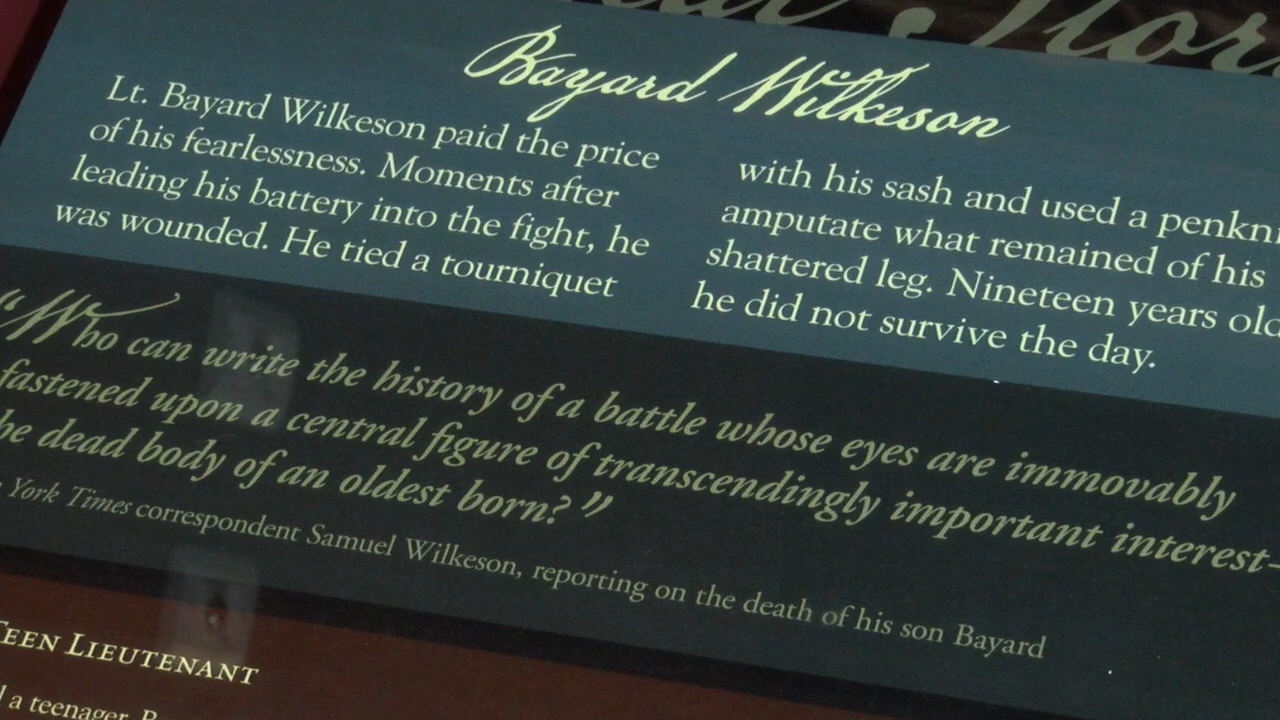 Bayard Wilkeson
Lt. Bayard Wilkeson paid the price
of his fearlessness. Moments after
leading his battery into the fight, he
was wounded. He tied a tourniquet
with his sash and used a
amputate what remained of his
shattered leg. Nineteen years
he did not survive the day.
"Who can write the history of a battle whose eyes are immovably
fastened upon a central figure of transcendingly important interest–
dead body of an oldest born?"
York Times correspondent Samuel Wilkeson, reporting on the death of his son Bayard
TEEN LIEUTENANT
a teenager,